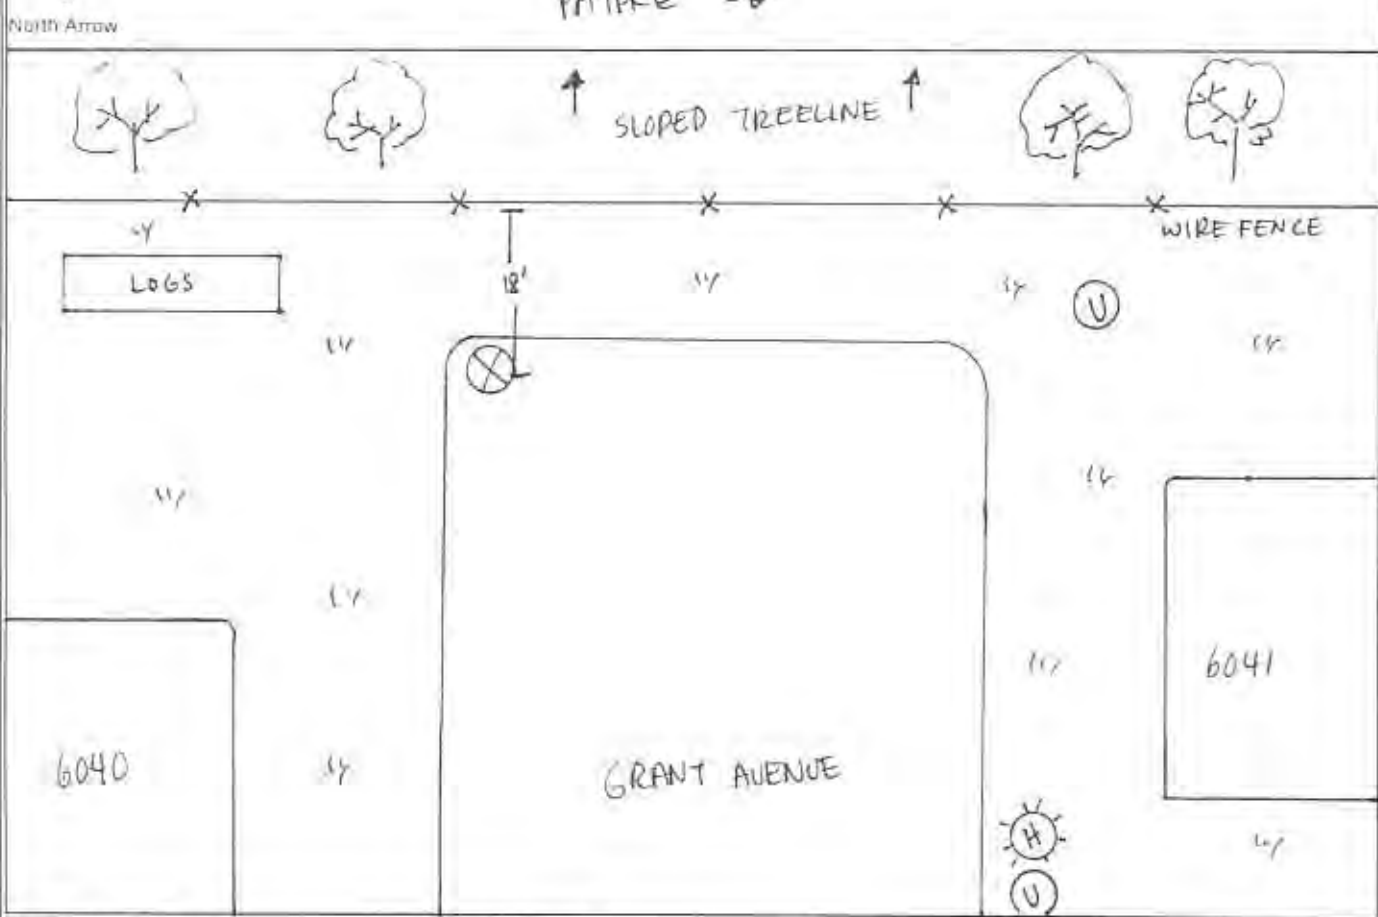 North Arrow
SLOPED TREELINE
WIRE FENCE
LOGS
18'
U
6041
6040
GRANT AVENUE
H
U